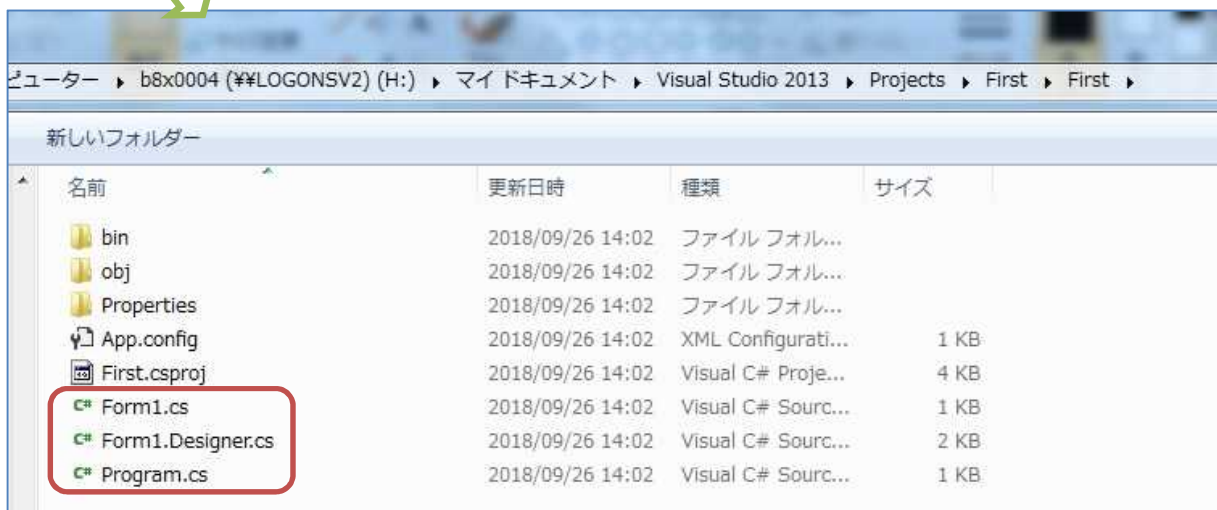 ピューター ▸ b8x0004 (¥¥LOGONSV2) (H:) ▸ マイ ドキュメント ▸ Visual Studio 2013 ▸ Projects ▸ First ▸ First ▸
新しいフォルダー
名前 更新日時 種類 サイズ
bin 2018/09/26 14:02 ファイル フォル...
obj 2018/09/26 14:02 ファイル フォル...
Properties 2018/09/26 14:02 ファイル フォル...
App.config 2018/09/26 14:02 XML Configurati... 1 KB
First.csproj 2018/09/26 14:02 Visual C# Proje... 4 KB
C# Form1.cs 2018/09/26 14:02 Visual C# Sourc... 1 KB
C# Form1.Designer.cs 2018/09/26 14:02 Visual C# Sourc... 2 KB
C# Program.cs 2018/09/26 14:02 Visual C# Sourc... 1 KB